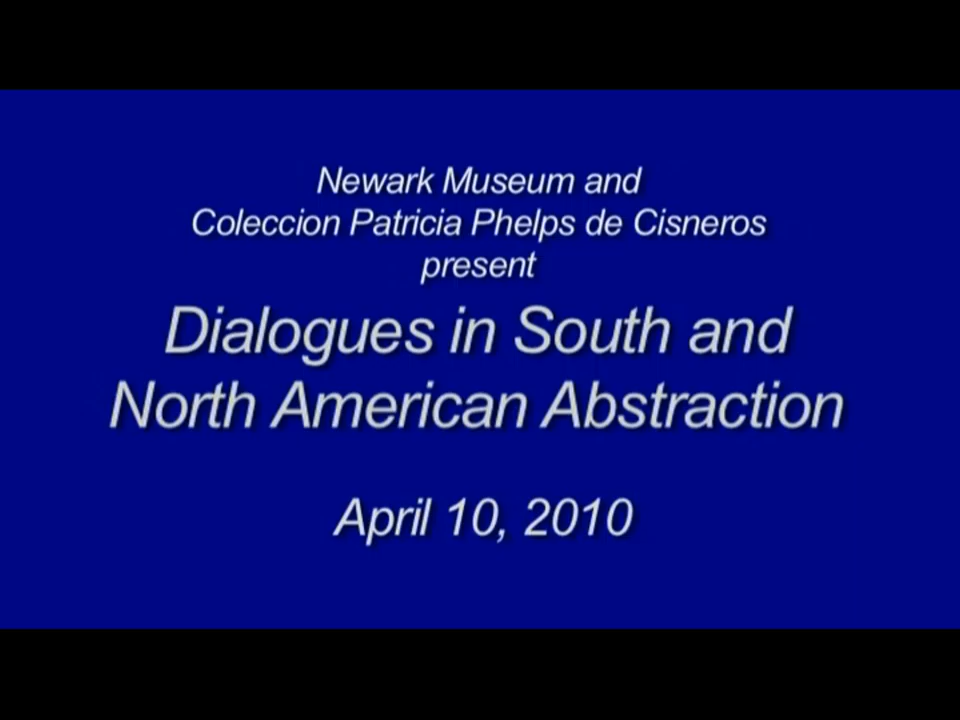 Newark Museum and
Coleccion Patricia Phelps de Cisneros
present
Dialogues in South and
North American Abstraction
April 10, 2010